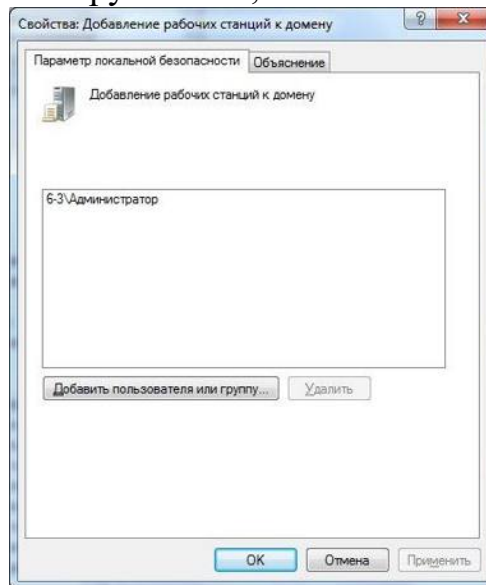 Свойства: Добавление рабочих станций к домену
Параметр локальной безопасности Объяснение
Добавление рабочих станций к домену
6-3\Администратор
Добавить пользователя или группу... Удалить
OK Отмена Применить